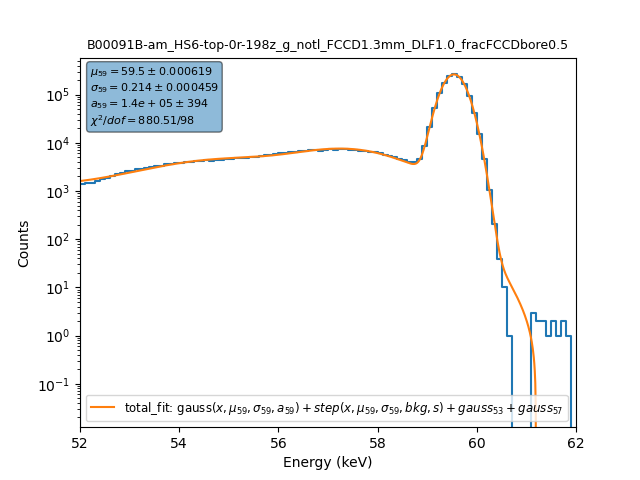 B00091B-am_HS6-top-0r-198z_g_notl_FCCD1.3mm_DLF1.0_fracFCCDbore0.5
μ₅₉ = 59.5 ± 0.000619
σ₅₉ = 0.214 ± 0.000459
a₅₉ = 1.4e + 05 ± 394
χ²/dof = 880.51/98
10⁵
10⁴
10³
10²
10¹
10⁰
10⁻¹
Counts
total_fit: gauss(x, μ₅₉, σ₅₉, a₅₉) + step(x, μ₅₉, σ₅₉, bkg, s) + gauss₅₃ + gauss₅₇
52 54 56 58 60 62
Energy (keV)